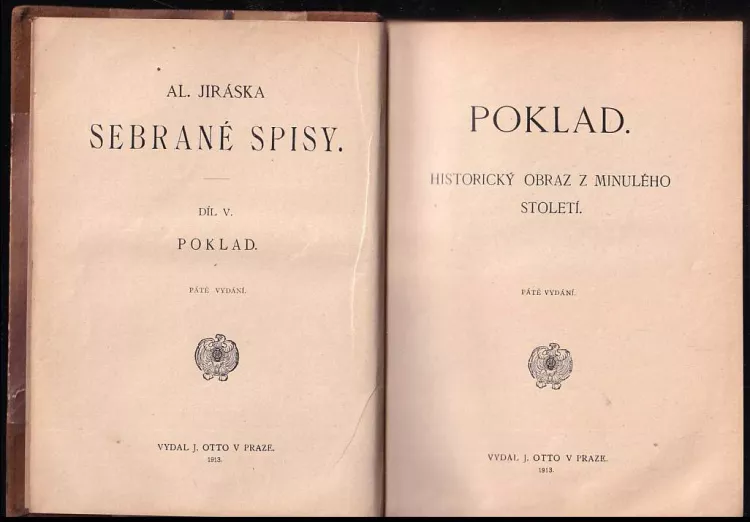 AL. JIRÁSKA
SEBRANÉ SPISY.
DÍL V.
POKLAD.
PÁTÉ VYDÁNÍ.
VYDAL J. OTTO V PRAZE.
1913.
POKLAD.
HISTORICKÝ OBRAZ Z MINULÉHO
STOLETÍ.
PÁTÉ VYDÁNÍ.
VYDAL J. OTTO V PRAZE.
1913.